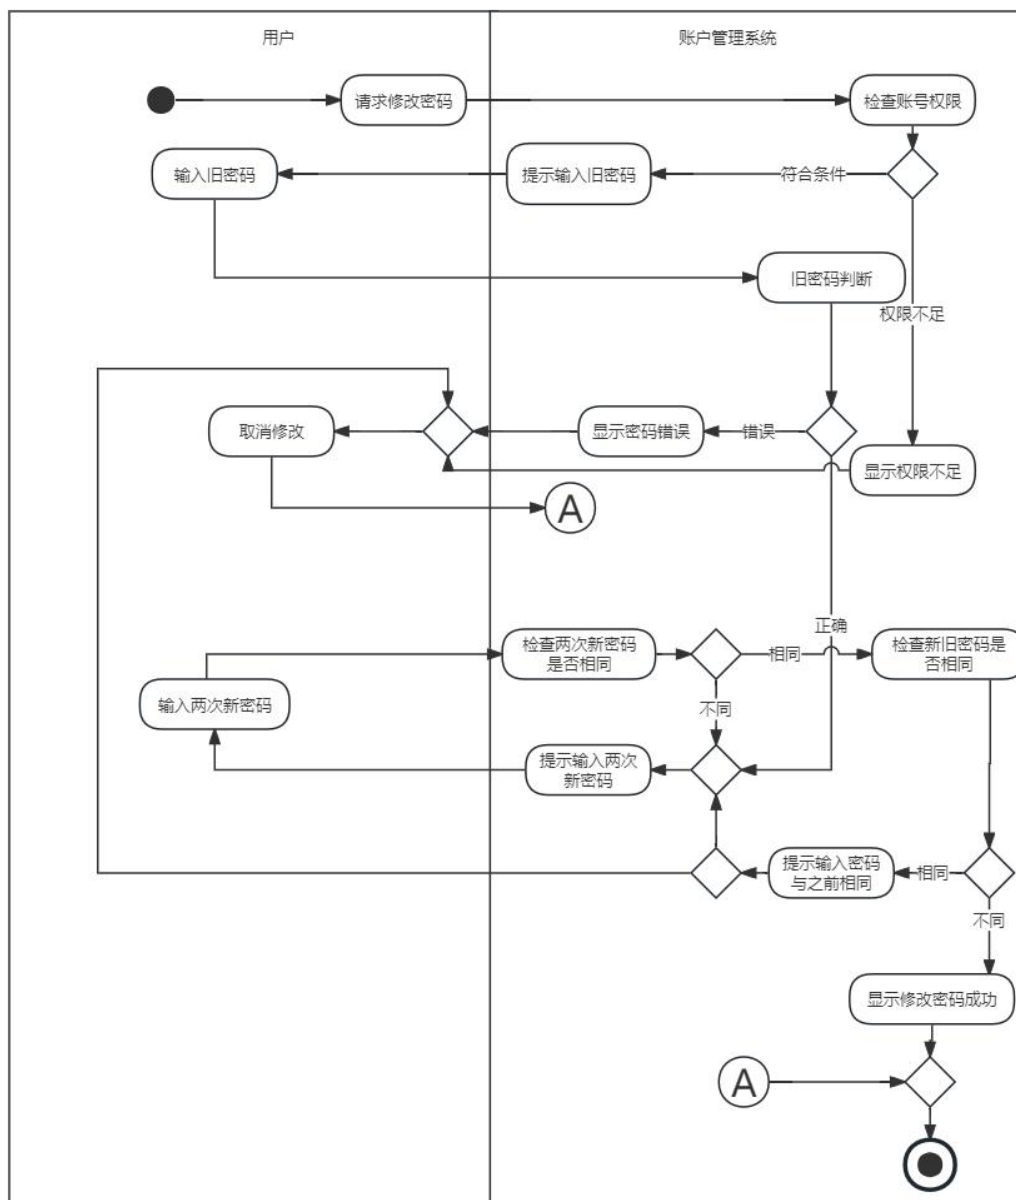 用户
账户管理系统
请求修改密码
检查账号权限
输入旧密码
提示输入旧密码
符合条件
旧密码判断
权限不足
取消修改
显示密码错误
错误
显示权限不足
A
正确
检查两次新密码
是否相同
相同
检查新旧密码是
否相同
输入两次新密码
不同
提示输入两次
新密码
提示输入密码
与之前相同
相同
不同
显示修改密码成功
A